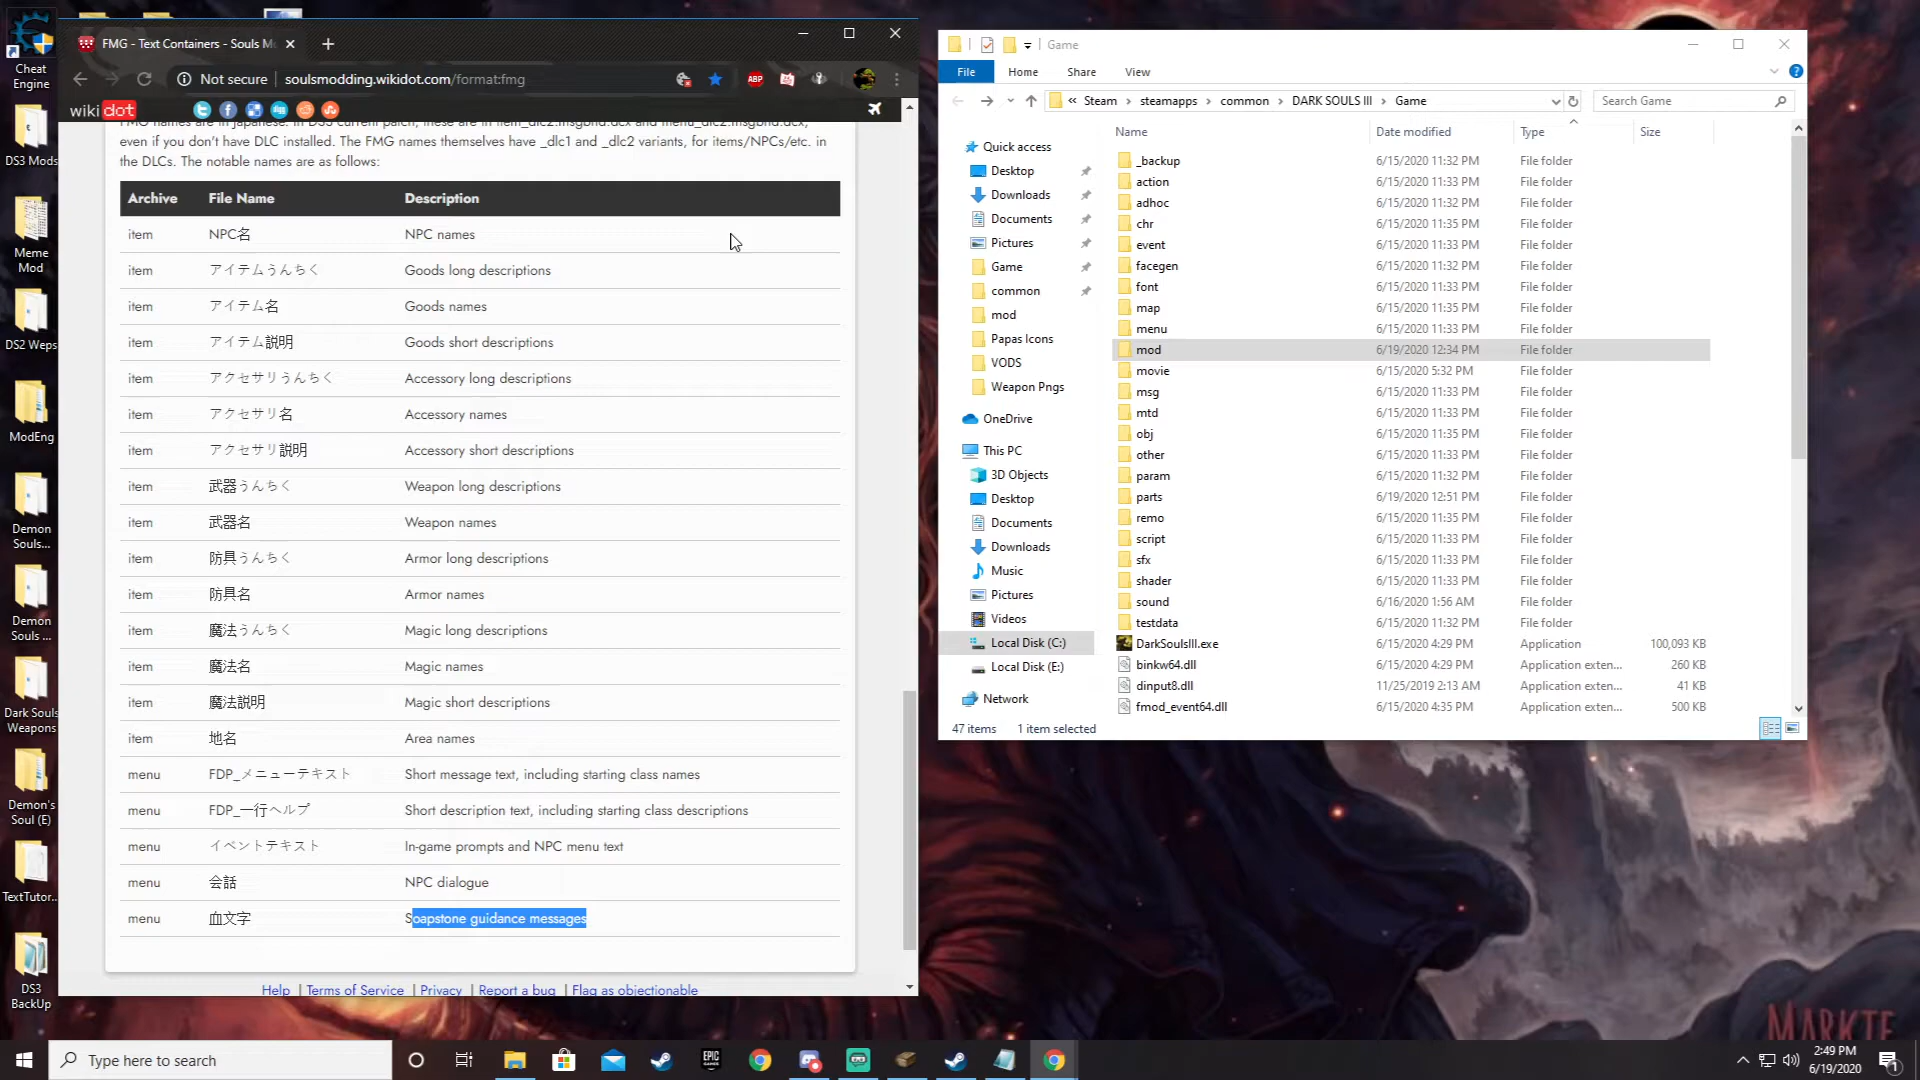 Cheat
Engine
DS3 Mods
Meme
Mod
DS2 Weps
ModEng
Demon
Souls...
Demon
Souls ...
Dark Souls
Weapons
Demon's
Soul (E)
TextTutor...
DS3
BackUp
FMG - Text Containers - Souls M
Not secure
soulsmodding.wikidot.com/format:fmg
ABP
wiki dot
FMG names are in Japanese. In DS3 current patch, these are in item_dlc2.msgbnd.dcx and menu_dlc2.msgbnd.dcx,
even if you don't have DLC installed. The FMG names themselves have _dlc1 and _dlc2 variants, for items/NPCs/etc. in
the DLCs. The notable names are as follows:
Archive File Name Description
item NPC名 NPC names
item アイテムうんちく Goods long descriptions
item アイテム名 Goods names
item アイテム説明 Goods short descriptions
item アクセサリうんちく Accessory long descriptions
item アクセサリ名 Accessory names
item アクセサリ説明 Accessory short descriptions
item 武器うんちく Weapon long descriptions
item 武器名 Weapon names
item 防具うんちく Armor long descriptions
item 防具名 Armor names
item 魔法うんちく Magic long descriptions
item 魔法名 Magic names
item 魔法説明 Magic short descriptions
item 地名 Area names
menu FDP_メニューテキスト Short message text, including starting class names
menu FDP_一行ヘルプ Short description text, including starting class descriptions
menu イベントテキスト In-game prompts and NPC menu text
menu 会話 NPC dialogue
menu 血文字 Soapstone guidance messages
Help | Terms of Service | Privacy | Report a bug | Flag as objectionable
Game
File Home Share View
« Steam › steamapps › common › DARK SOULS III › Game
Search Game
Quick access
Desktop
Downloads
Documents
Pictures
Game
common
mod
Papas Icons
VODS
Weapon Pngs
OneDrive
This PC
3D Objects
Desktop
Documents
Downloads
Music
Pictures
Videos
Local Disk (C:)
Local Disk (E:)
Network
Name Date modified Type Size
_backup 6/15/2020 11:32 PM File folder
action 6/15/2020 11:33 PM File folder
adhoc 6/15/2020 11:32 PM File folder
chr 6/15/2020 11:35 PM File folder
event 6/15/2020 11:33 PM File folder
facegen 6/15/2020 11:32 PM File folder
font 6/15/2020 11:33 PM File folder
map 6/15/2020 11:35 PM File folder
menu 6/15/2020 11:33 PM File folder
mod 6/19/2020 12:34 PM File folder
movie 6/15/2020 5:32 PM File folder
msg 6/15/2020 11:33 PM File folder
mtd 6/15/2020 11:33 PM File folder
obj 6/15/2020 11:35 PM File folder
other 6/15/2020 11:33 PM File folder
param 6/15/2020 11:32 PM File folder
parts 6/19/2020 12:51 PM File folder
remo 6/15/2020 11:35 PM File folder
script 6/15/2020 11:33 PM File folder
sfx 6/15/2020 11:33 PM File folder
shader 6/15/2020 11:33 PM File folder
sound 6/16/2020 1:56 AM File folder
testdata 6/15/2020 11:32 PM File folder
DarkSoulsIII.exe 6/15/2020 4:29 PM Application 100,093 KB
binkw64.dll 6/15/2020 4:29 PM Application exten... 260 KB
dinput8.dll 11/25/2019 2:13 AM Application exten... 41 KB
fmod_event64.dll 6/15/2020 4:35 PM Application exten... 500 KB
47 items 1 item selected
MARKTE
Type here to search
EPIC
GAMES
2:49 PM
6/19/2020
1